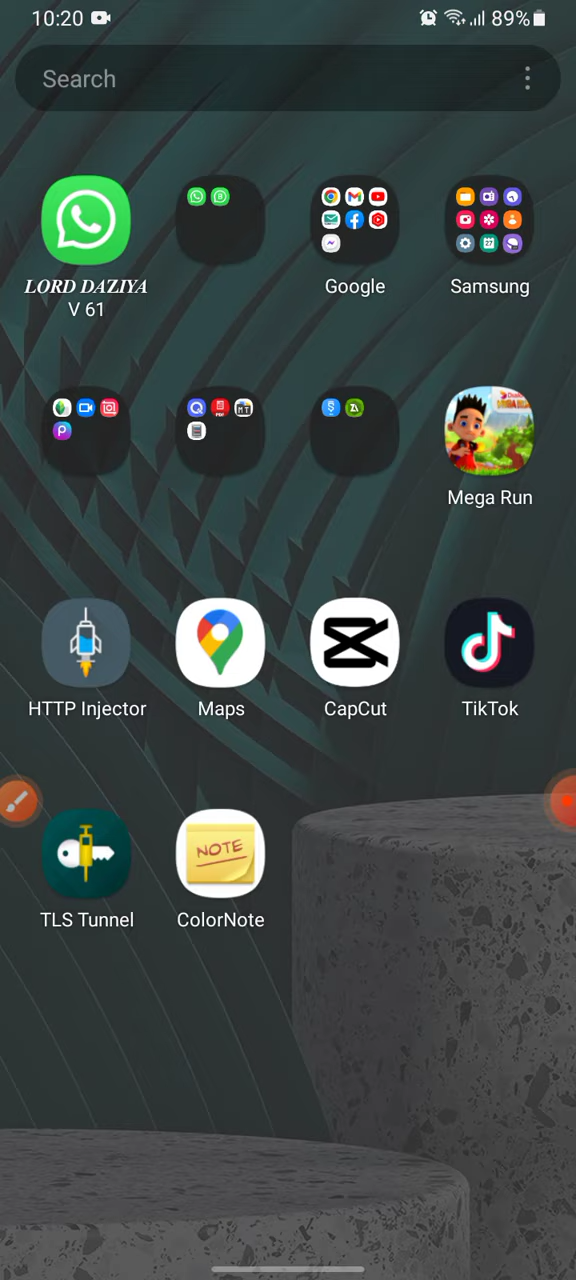 10:20
89%
Search
LORD DAZIYA
V 61
Google
Samsung
Mega Run
HTTP Injector
Maps
CapCut
TikTok
NOTE
TLS Tunnel
ColorNote